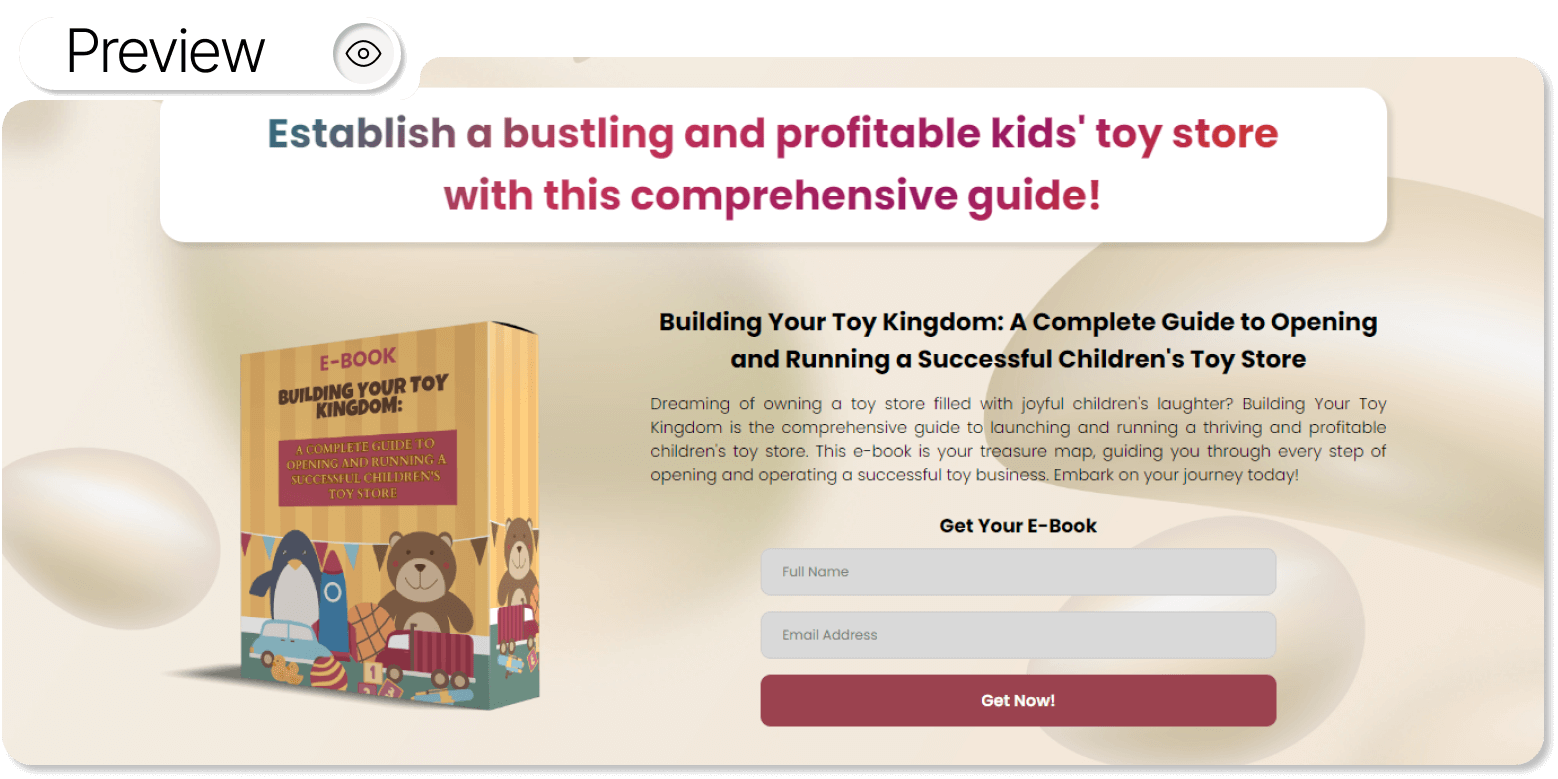 Preview
Establish a bustling and profitable kids' toy store
with this comprehensive guide!
E-BOOK
BUILDING YOUR TOY
KINGDOM:
A COMPLETE GUIDE TO
OPENING AND RUNNING A
SUCCESSFUL CHILDREN'S
TOY STORE
1
Building Your Toy Kingdom: A Complete Guide to Opening
and Running a Successful Children's Toy Store
Dreaming of owning a toy store filled with joyful children's laughter? Building Your Toy
Kingdom is the comprehensive guide to launching and running a thriving and profitable
children's toy store. This e-book is your treasure map, guiding you through every step of
opening and operating a successful toy business. Embark on your journey today!
Get Your E-Book
Full Name
Email Address
Get Now!